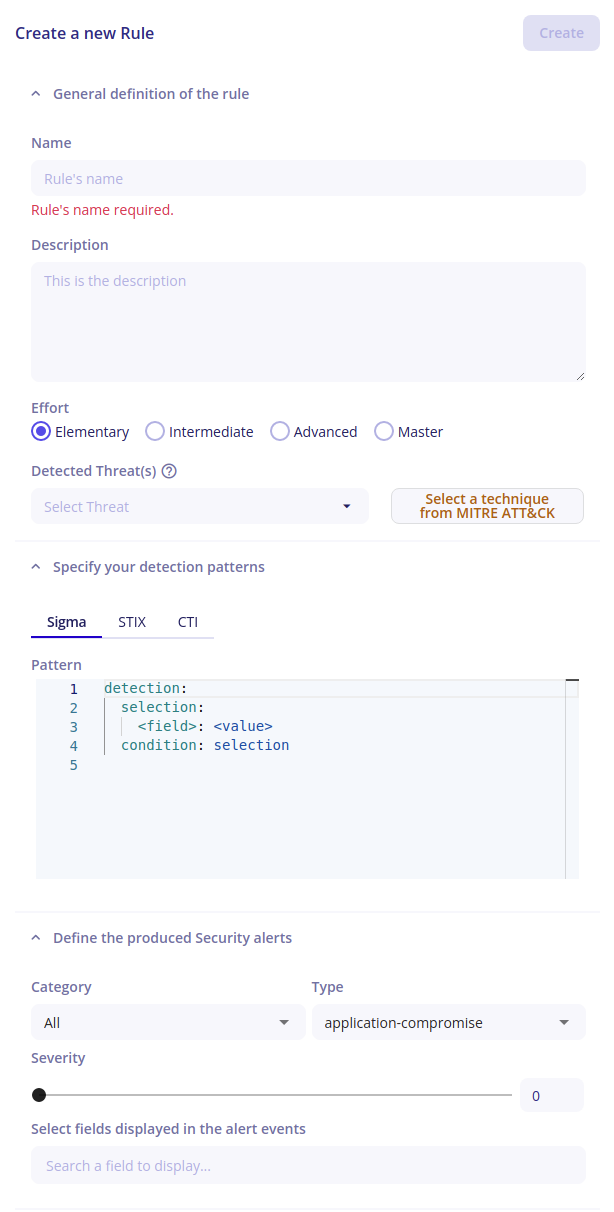 Create a new Rule
Create
General definition of the rule
Name
Rule's name
Rule's name required.
Description
This is the description
Effort
Elementary Intermediate Advanced Master
Detected Threat(s) ?
Select Threat
Select a technique
from MITRE ATT&CK
Specify your detection patterns
Sigma STIX CTI
Pattern
1 detection:
2 selection:
3 <field>: <value>
4 condition: selection
5
Define the produced Security alerts
Category Type
All application-compromise
Severity
0
Select fields displayed in the alert events
Search a field to display...